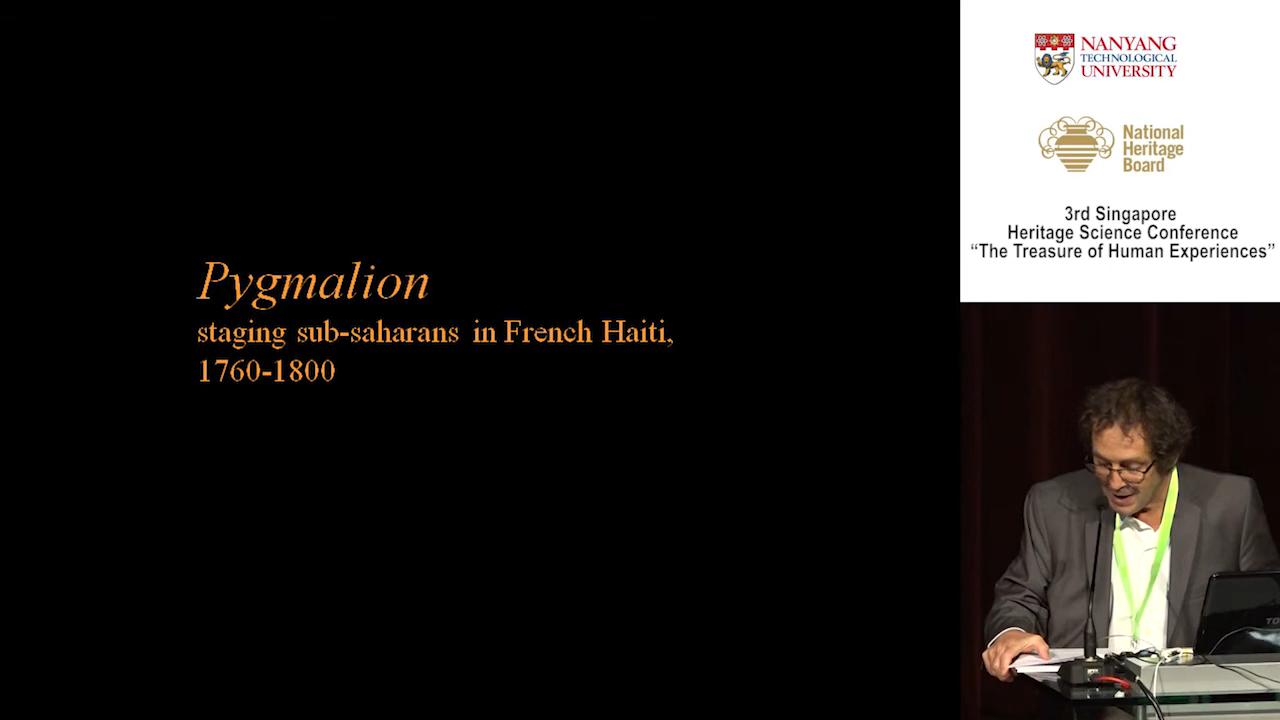 Pygmalion
staging sub-saharans in French Haiti,
1760-1800
NANYANG
TECHNOLOGICAL
UNIVERSITY
National
Heritage
Board
3rd Singapore
Heritage Science Conference
“The Treasure of Human Experiences”